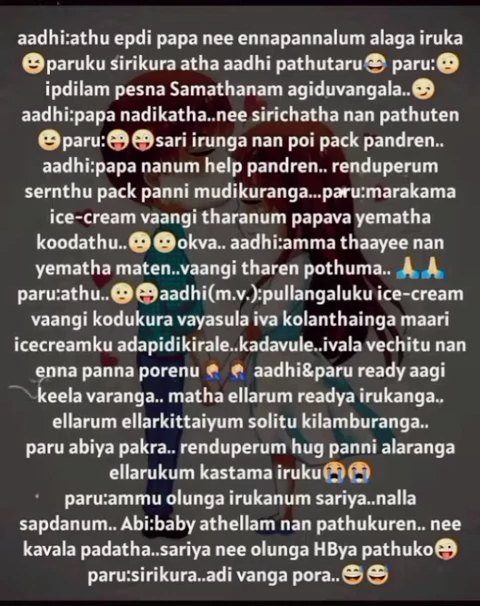 aadhi:athu epdi papa nee ennapannalum alaga iruka
😉paruku sirikura atha aadhi pathutaru😂 paru:🙁
ipdilam pesna Samathanam agiduvangala..😏
aadhi:papa nadikatha..nee sirichatha nan pathuten
😉paru:😜😜sari irunga nan poi pack pandren..
aadhi:papa nanum help pandren.. renduperum
sernthu pack panni mudikuranga...paru:marakama
ice-cream vaangi tharanum papava yematha
koodathu..🙁🙁okva.. aadhi:amma thaayee nan
yematha maten..vaangi tharen pothuma.. 🙏🙏
paru:athu..🙁😜aadhi(m.v.):pullangaluku ice-cream
vaangi kodukura vayasula iva kolanthainga maari
icecreamku adapidikirale..kadavule..ivala vechitu nan
enna panna porenu 🤦🤦 aadhi&paru ready aagi
keela varanga.. matha ellarum readya irukanga..
ellarum ellarkittaiyum solitu kilamburanga..
paru abiya pakra.. renduperum hug panni alaranga
ellarukum kastama iruku😭😭
paru:ammu olunga irukanum sariya..nalla
sapdanum.. Abi:baby athellam nan pathukuren.. nee
kavala padatha..sariya nee olunga HBya pathuko😜
paru:sirikura..adi vanga pora..😅😅